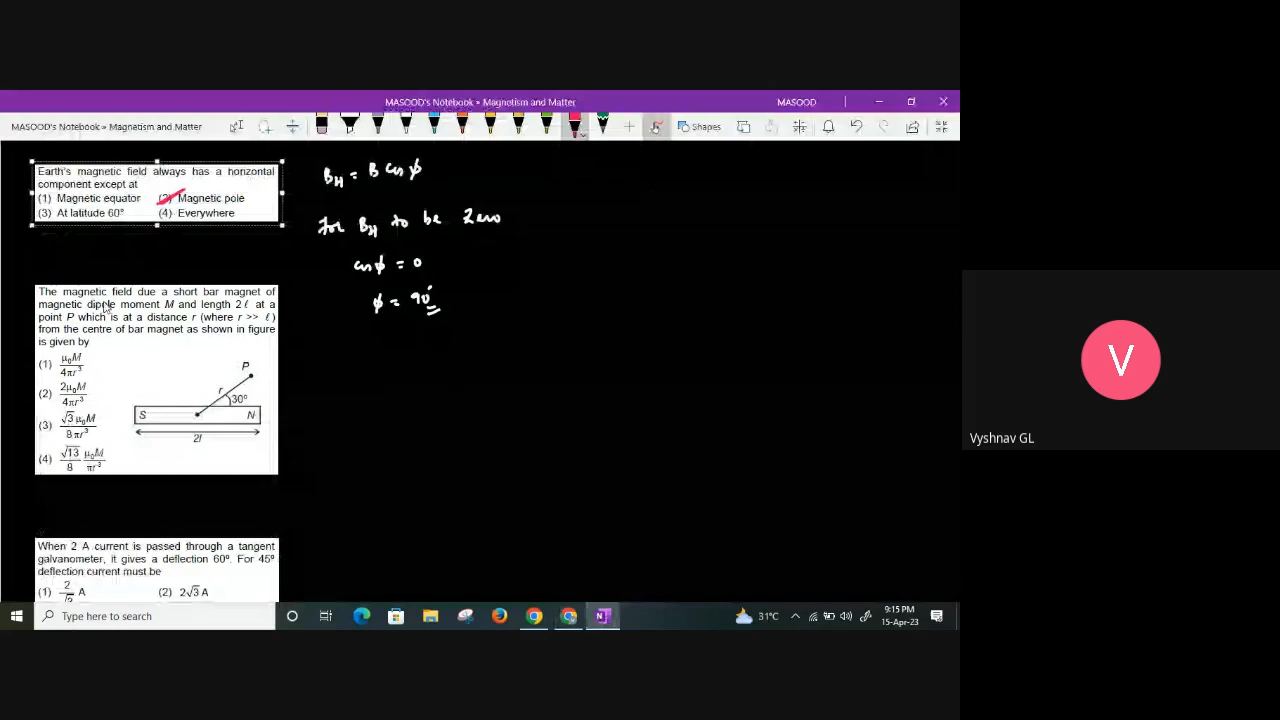 MASOOD's Notebook » Magnetism and Matter
MASOOD
MASOOD's Notebook » Magnetism and Matter
Shapes
Earth's magnetic field always has a horizontal
component except at
(1) Magnetic equator (2) Magnetic pole
(3) At latitude 60° (4) Everywhere
B_H = B cos ϕ
for B_H to be Zero
cos ϕ = 0
ϕ = 90°
The magnetic field due a short bar magnet of
magnetic dipole moment M and length 2ℓ at a
point P which is at a distance r (where r >> ℓ)
from the centre of bar magnet as shown in figure
is given by
(1) μ₀M / 4πr³
(2) 2μ₀M / 4πr³
(3) √3 μ₀M / 8πr³
(4) √13/8 μ₀M/πr³
P
r
30°
S
N
2l
When 2 A current is passed through a tangent
galvanometer, it gives a deflection 60°. For 45°
deflection current must be
(1) 2/√3 A (2) 2√3 A
V
Vyshnav GL
Type here to search
31°C
9:15 PM
15-Apr-23